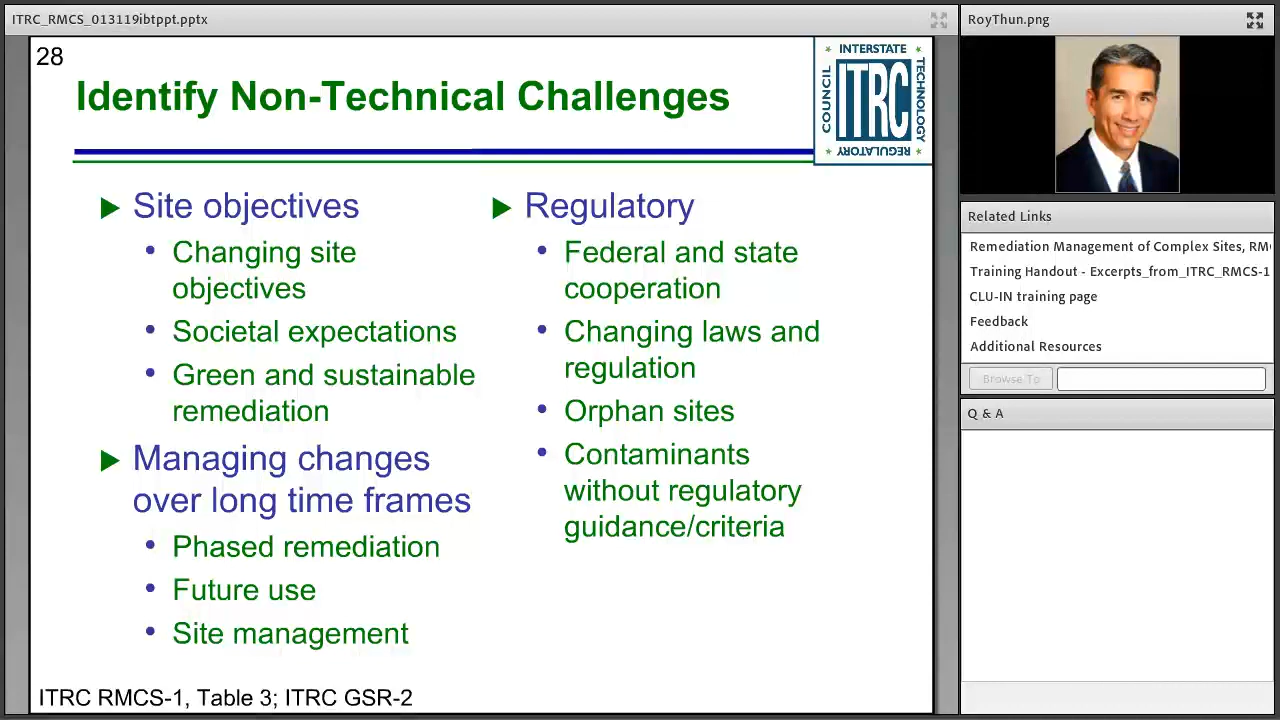 ITRC_RMCS_013119ibtppt.pptx
28
Identify Non-Technical Challenges
INTERSTATE
TECHNOLOGY
REGULATORY
COUNCIL
ITRC
Site objectives
Changing site
objectives
Societal expectations
Green and sustainable
remediation
Managing changes
over long time frames
Phased remediation
Future use
Site management
Regulatory
Federal and state
cooperation
Changing laws and
regulation
Orphan sites
Contaminants
without regulatory
guidance/criteria
ITRC RMCS-1, Table 3; ITRC GSR-2
RoyThun.png
Related Links
Remediation Management of Complex Sites, RM
Training Handout - Excerpts_from_ITRC_RMCS-1
CLU-IN training page
Feedback
Additional Resources
Browse To
Q & A